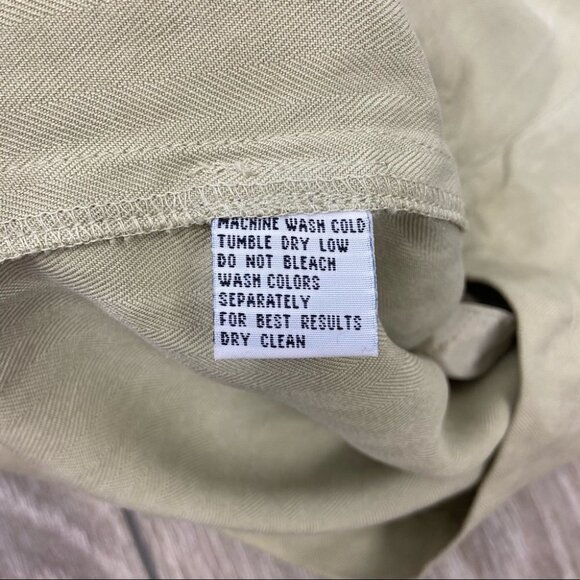 MACHINE WASH COLD
TUMBLE DRY LOW
DO NOT BLEACH
WASH COLORS
SEPARATELY
FOR BEST RESULTS
DRY CLEAN